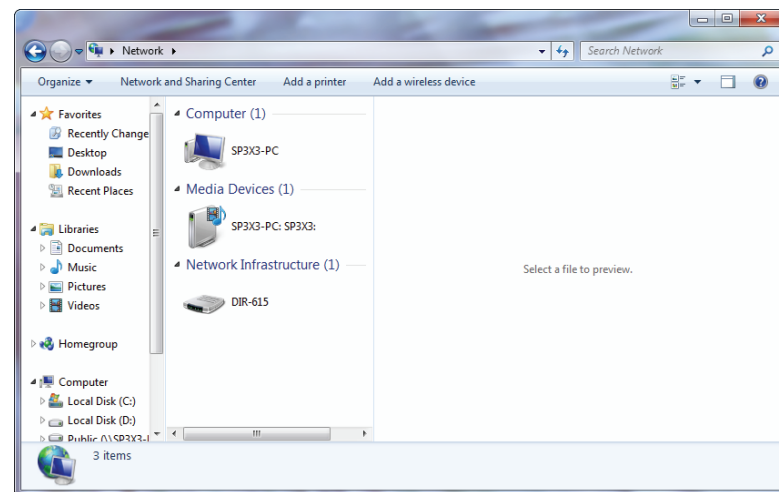 Network
Search Network
Organize
Network and Sharing Center
Add a printer
Add a wireless device
Favorites
Recently Change
Desktop
Downloads
Recent Places
Libraries
Documents
Music
Pictures
Videos
Homegroup
Computer
Local Disk (C:)
Local Disk (D:)
Public (\\SP3X3-
Computer (1)
SP3X3-PC
Media Devices (1)
SP3X3-PC: SP3X3:
Network Infrastructure (1)
DIR-615
Select a file to preview.
3 items